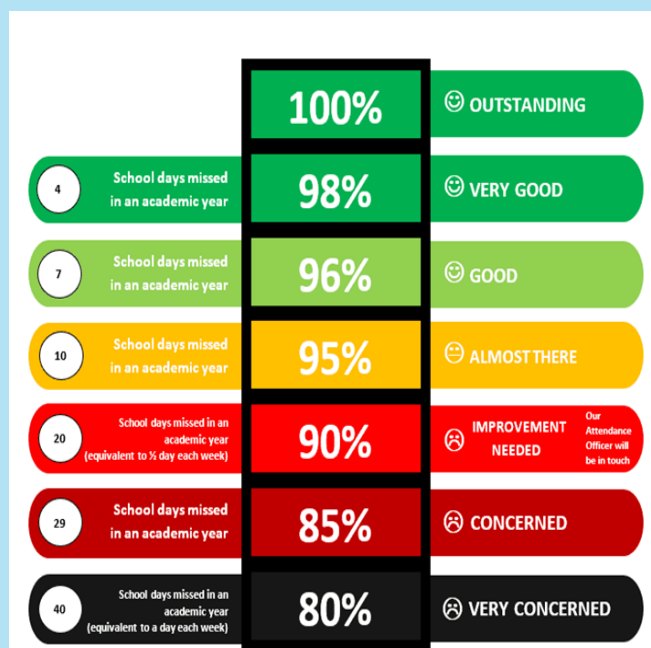 100%
OUTSTANDING
4
School days missed
in an academic year
98%
VERY GOOD
7
School days missed
in an academic year
96%
GOOD
10
School days missed
in an academic year
95%
ALMOST THERE
20
School days missed in an
academic year
(equivalent to ½ day each week)
90%
IMPROVEMENT
NEEDED
Our
Attendance
Officer will
be in touch
29
School days missed
in an academic year
85%
CONCERNED
40
School days missed in an
academic year
(equivalent to a day each week)
80%
VERY CONCERNED